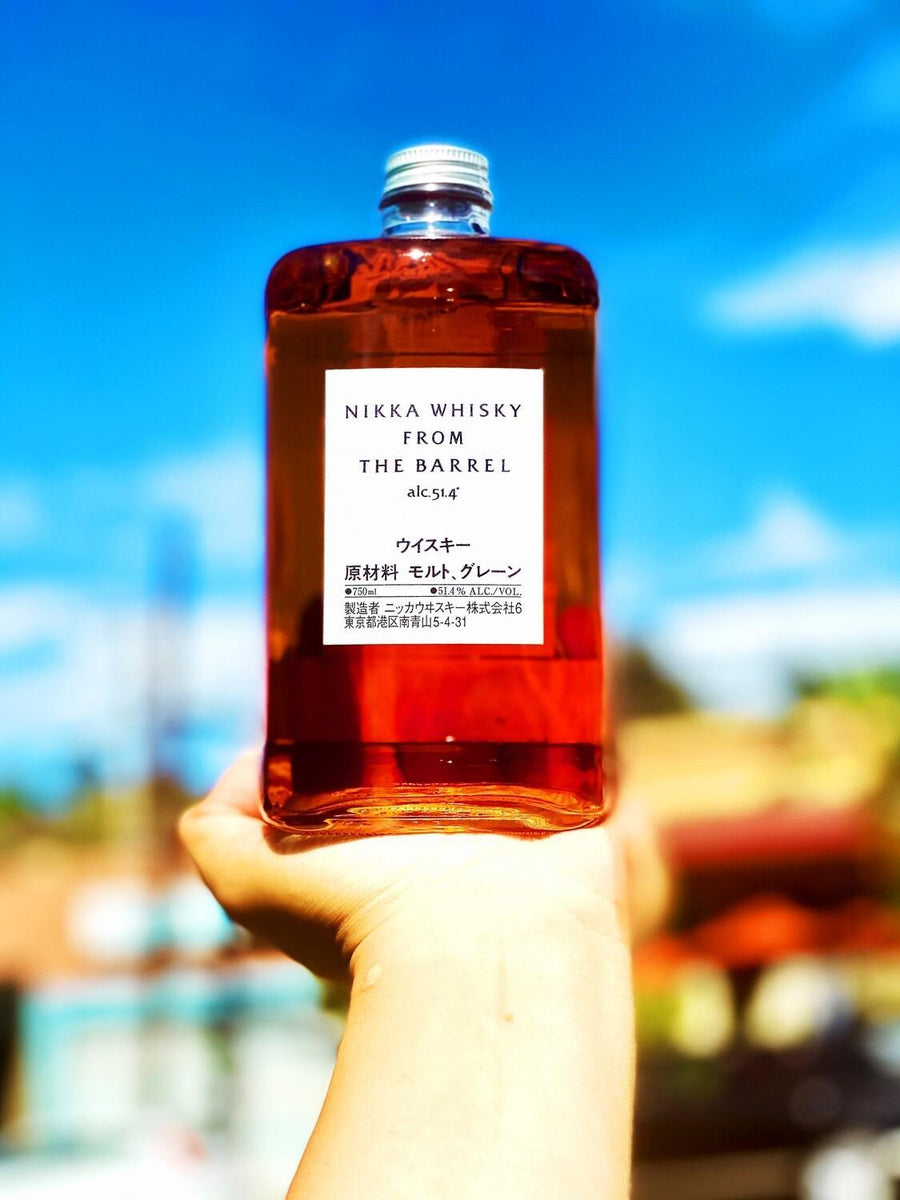 NIKKA WHISKY
FROM
THE BARREL
alc.51.4°
ウイスキー
原材料 モルト、グレーン
●750ml ●51.4% ALC./VOL.
製造者 ニッカウヰスキー株式会社6
東京都港区南青山5-4-31